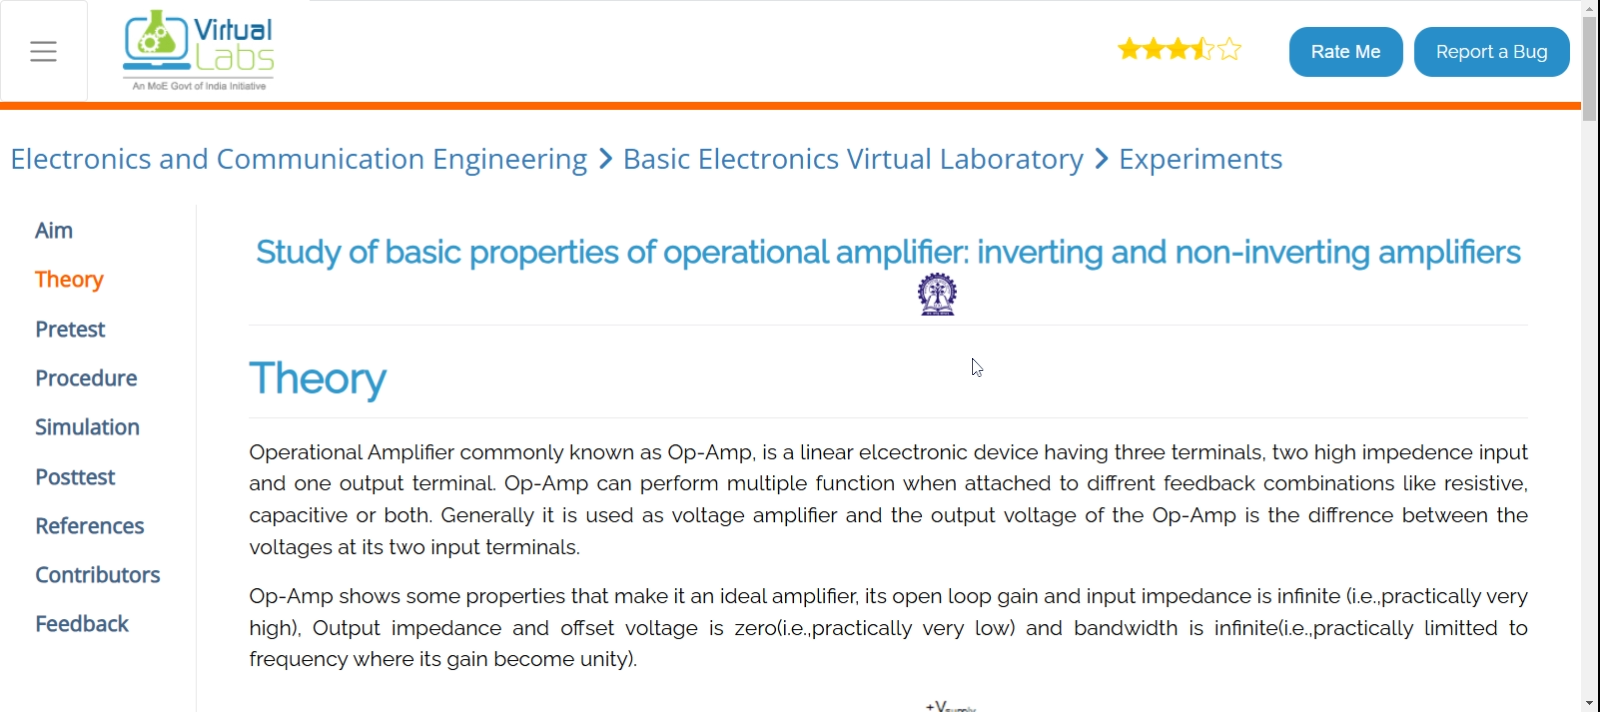 Virtual
Labs
An MoE Govt of India Initiative
Rate Me
Report a Bug
Electronics and Communication Engineering > Basic Electronics Virtual Laboratory > Experiments
Aim
Theory
Pretest
Procedure
Simulation
Posttest
References
Contributors
Feedback
Study of basic properties of operational amplifier: inverting and non-inverting amplifiers
Theory
Operational Amplifier commonly known as Op-Amp, is a linear elcectronic device having three terminals, two high impedence input
and one output terminal. Op-Amp can perform multiple function when attached to diffrent feedback combinations like resistive,
capacitive or both. Generally it is used as voltage amplifier and the output voltage of the Op-Amp is the diffrence between the
voltages at its two input terminals.
Op-Amp shows some properties that make it an ideal amplifier, its open loop gain and input impedance is infinite (i.e.,practically very
high), Output impedance and offset voltage is zero(i.e.,practically very low) and bandwidth is infinite(i.e.,practically limitted to
frequency where its gain become unity).